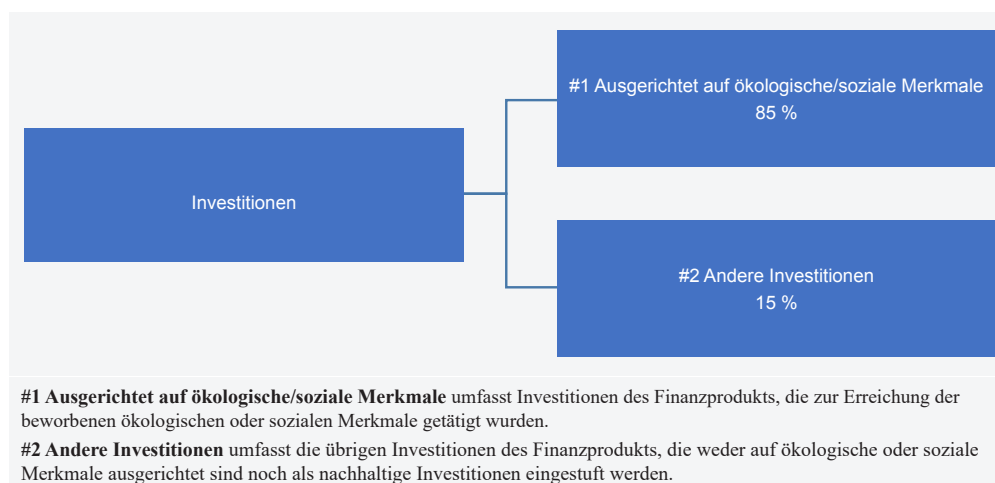 #1 Ausgerichtet auf ökologische/soziale Merkmale
85 %
Investitionen
#2 Andere Investitionen
15 %
#1 Ausgerichtet auf ökologische/soziale Merkmale umfasst Investitionen des Finanzprodukts, die zur Erreichung der
beworbenen ökologischen oder sozialen Merkmale getätigt wurden.
#2 Andere Investitionen umfasst die übrigen Investitionen des Finanzprodukts, die weder auf ökologische oder soziale
Merkmale ausgerichtet sind noch als nachhaltige Investitionen eingestuft werden.